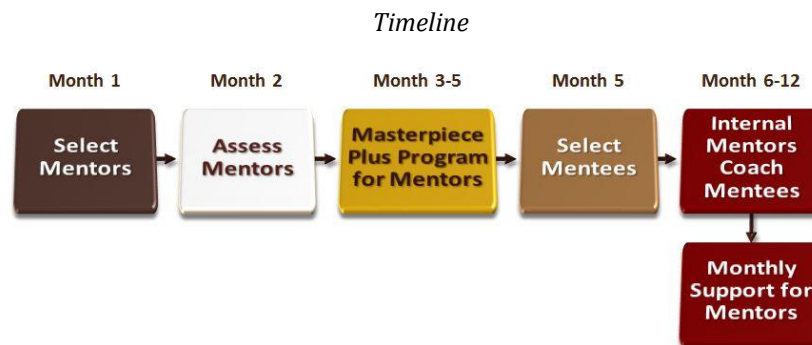 Timeline
Month 1
Month 2
Month 3-5
Month 5
Month 6-12
Select
Mentors
Assess
Mentors
Masterpiece
Plus Program
for Mentors
Select
Mentees
Internal
Mentors
Coach
Mentees
Monthly
Support for
Mentors